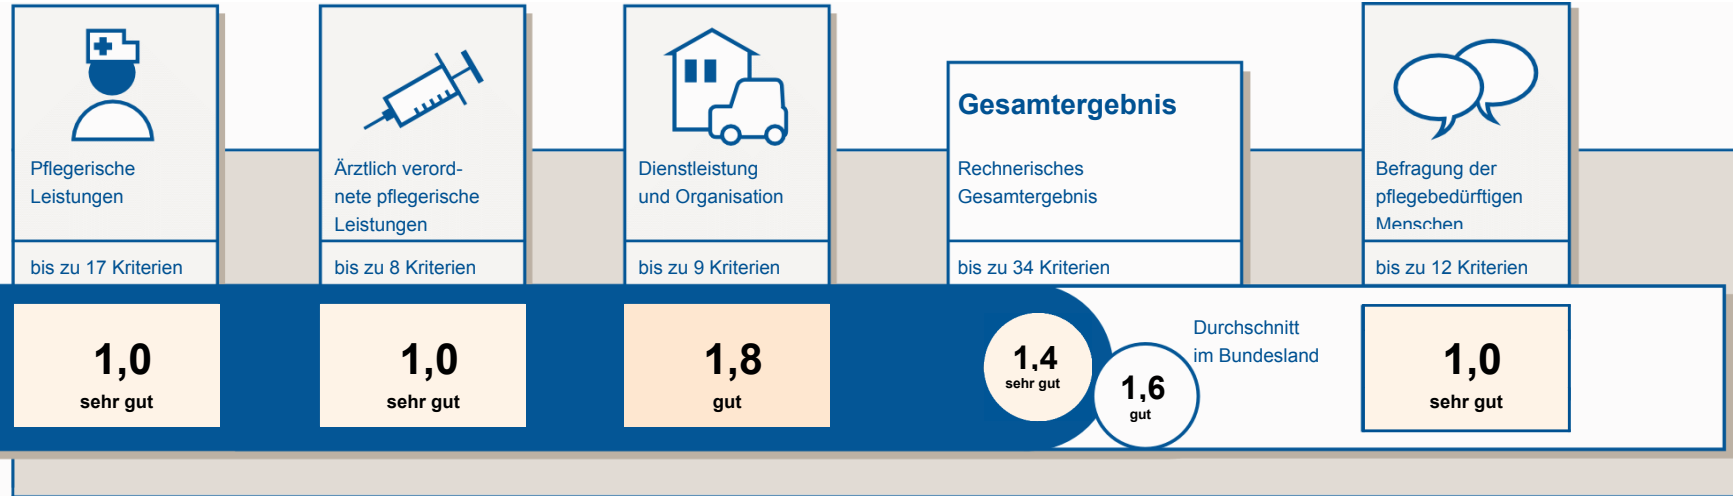 Pflegerische
Leistungen
bis zu 17 Kriterien
1,0
sehr gut
Ärztlich verord-
nete pflegerische
Leistungen
bis zu 8 Kriterien
1,0
sehr gut
Dienstleistung
und Organisation
bis zu 9 Kriterien
1,8
gut
Gesamtergebnis
Rechnerisches
Gesamtergebnis
bis zu 34 Kriterien
1,4
sehr gut
1,6
gut
Durchschnitt
im Bundesland
Befragung der
pflegebedürftigen
Menschen
bis zu 12 Kriterien
1,0
sehr gut